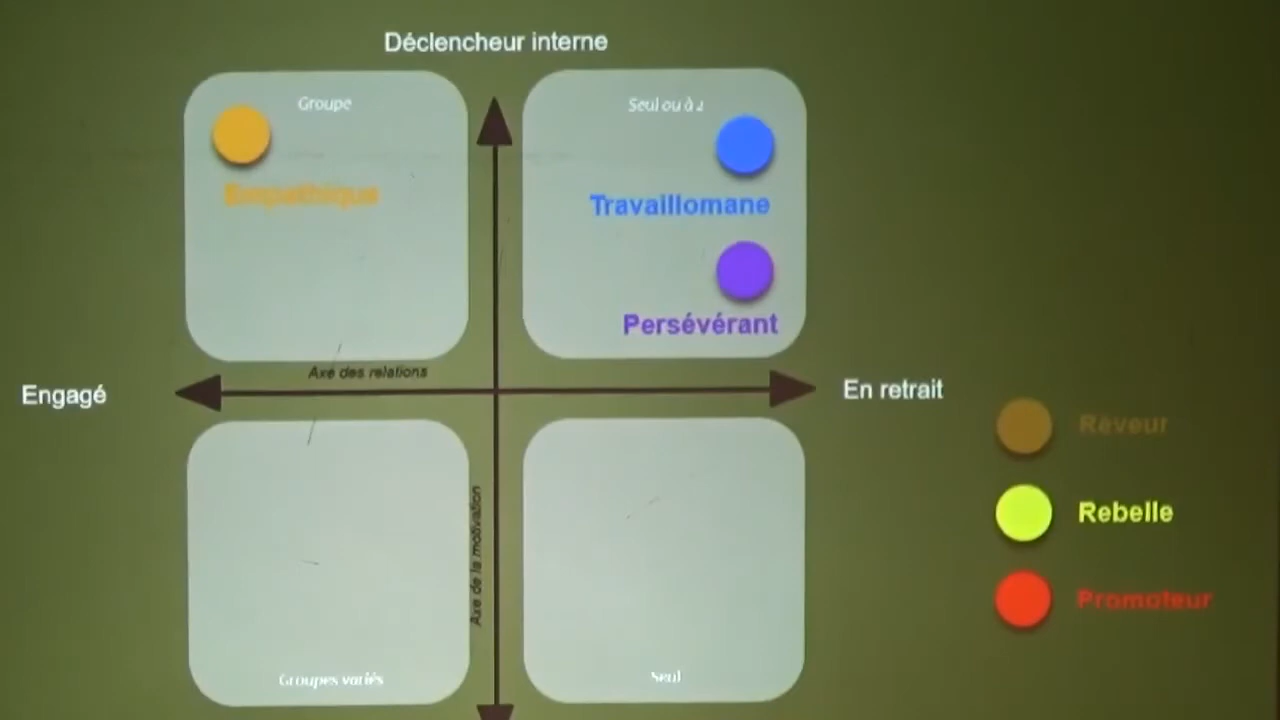 Déclencheur interne
Groupe
Seul ou à 2
Empathique
Travaillomane
Persévérant
Axe des relations
Engagé
En retrait
Rêveur
Axe de la motivation
Rebelle
Promoteur
Groupes variés
Seul